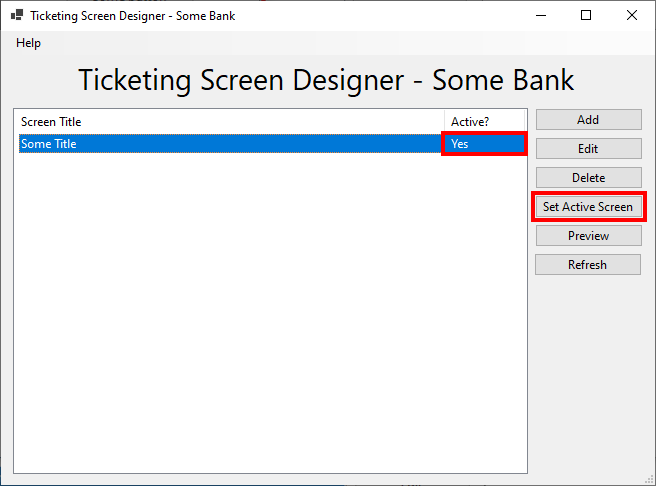 Ticketing Screen Designer - Some Bank
Help
Ticketing Screen Designer - Some Bank
Screen Title Active?
Some Title Yes
Add
Edit
Delete
Set Active Screen
Preview
Refresh